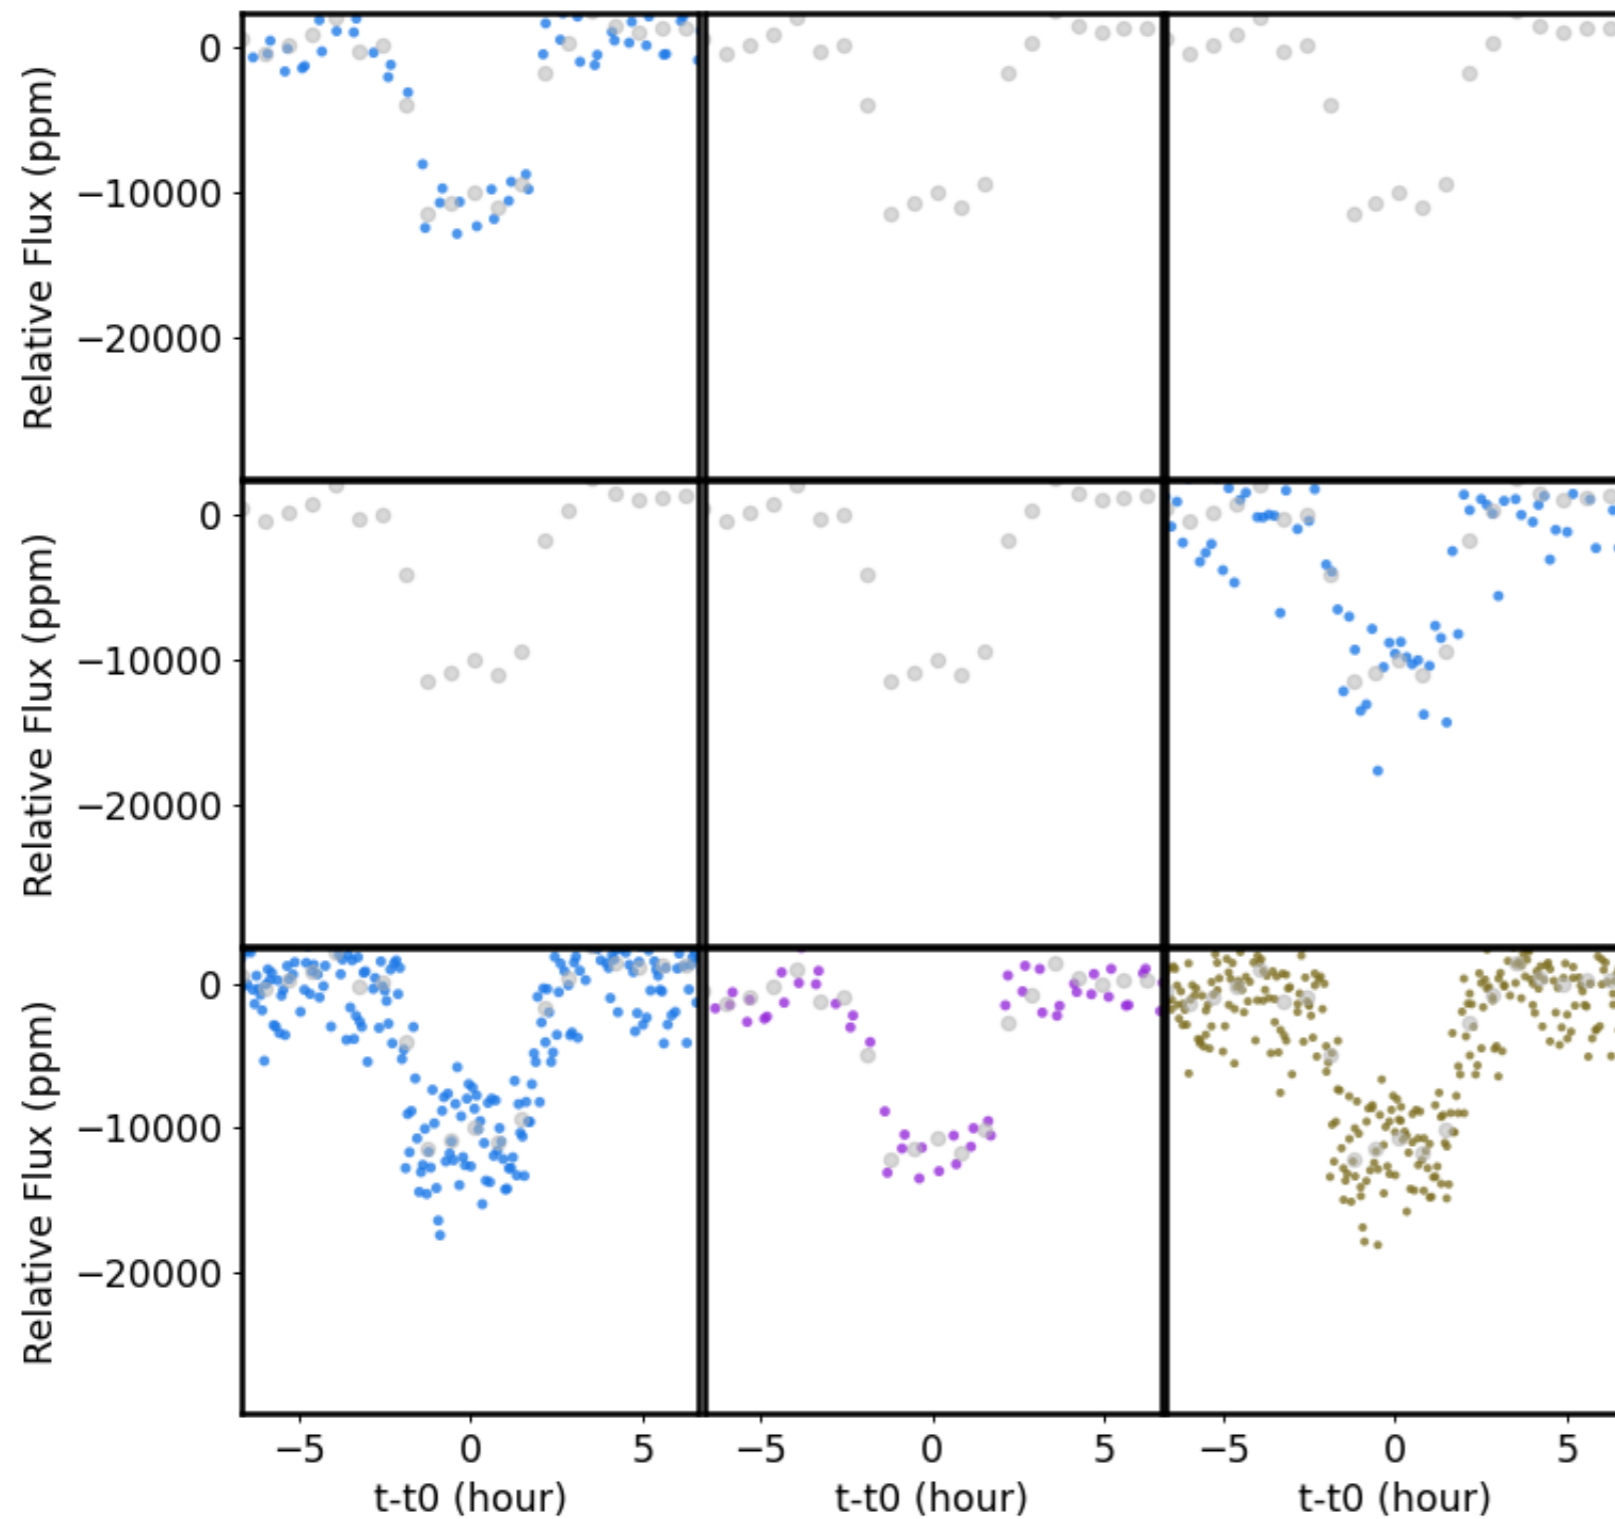 0
−10000
−20000
Relative Flux (ppm)
0
−10000
−20000
Relative Flux (ppm)
0
−10000
−20000
Relative Flux (ppm)
−5 0 5 −5 0 5 −5 0 5
t-t0 (hour) t-t0 (hour) t-t0 (hour)